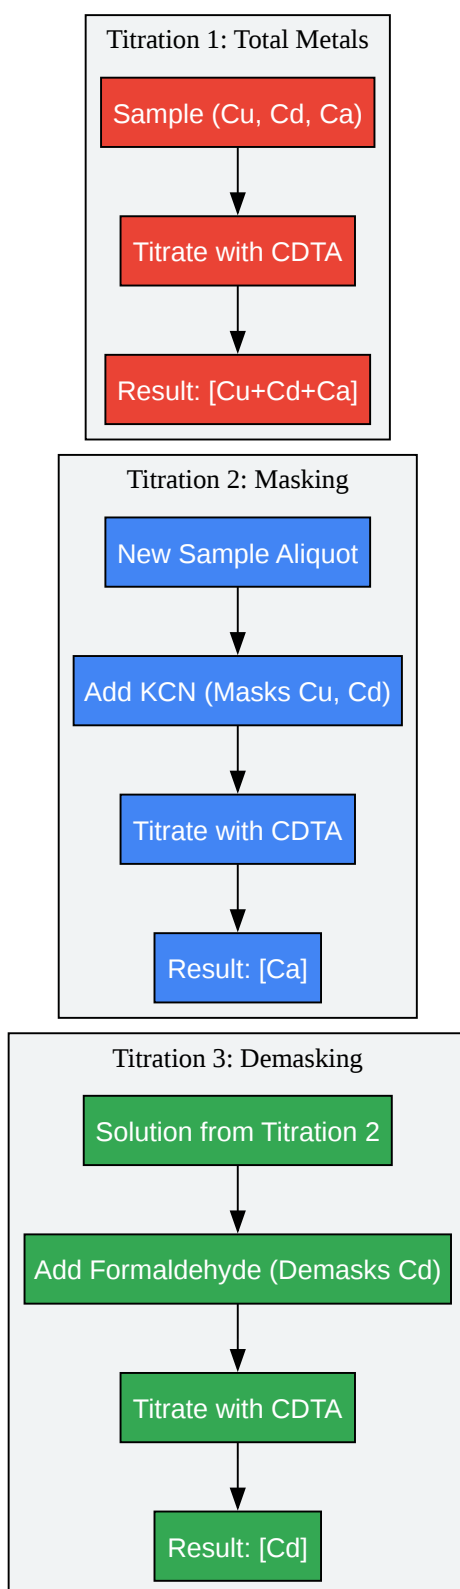 Titration 1: Total Metals
Sample (Cu, Cd, Ca)
Titrate with CDTA
Result: [Cu+Cd+Ca]
Titration 2: Masking
New Sample Aliquot
Add KCN (Masks Cu, Cd)
Titrate with CDTA
Result: [Ca]
Titration 3: Demasking
Solution from Titration 2
Add Formaldehyde (Demasks Cd)
Titrate with CDTA
Result: [Cd]